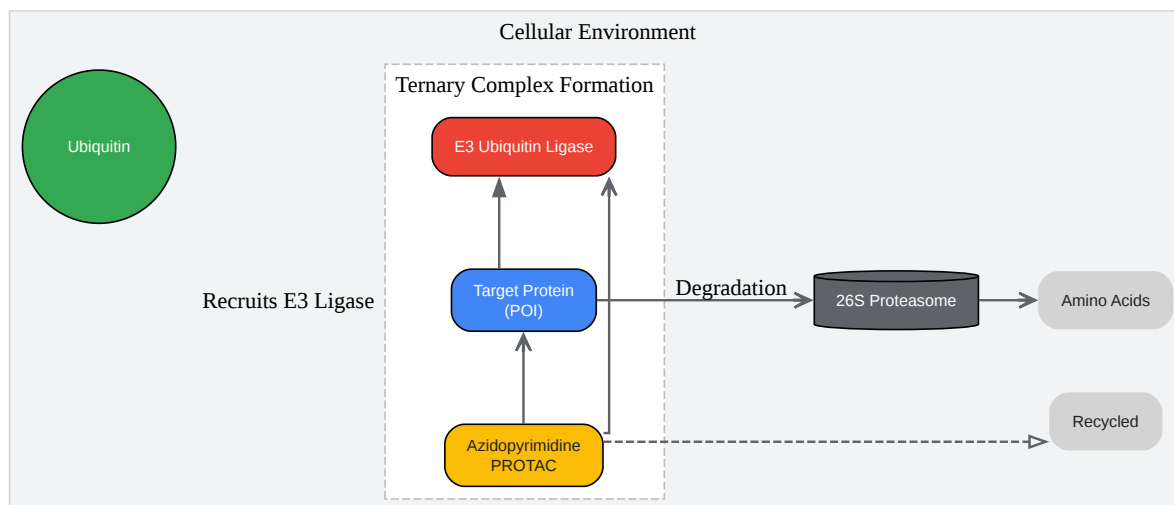 Cellular Environment
Ternary Complex Formation
Ubiquitin
E3 Ubiquitin Ligase
Recruits E3 Ligase
Target Protein
(POI)
Degradation
26S Proteasome
Amino Acids
Azidopyrimidine
PROTAC
Recycled